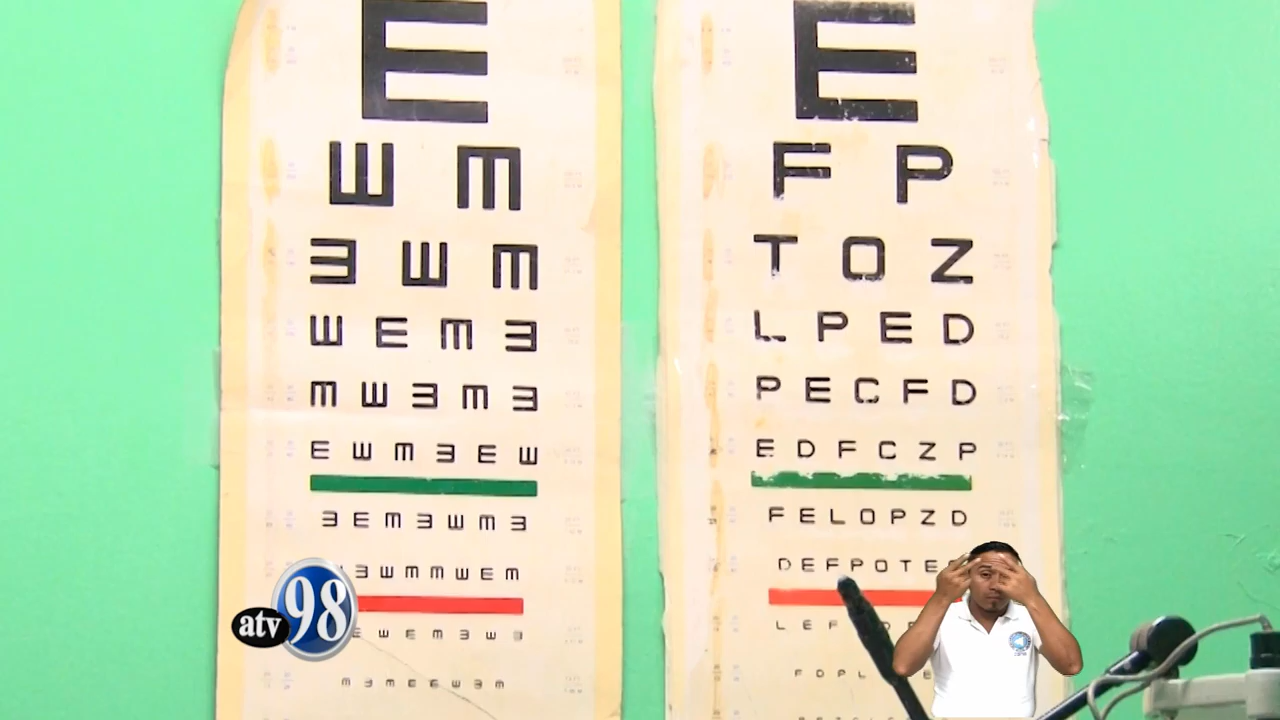 E
E
F P
T O Z
L P E D
P E C F D
E D F C Z P
F E L O P Z D
D E F P O T E
L E F
F D P L
atv 98